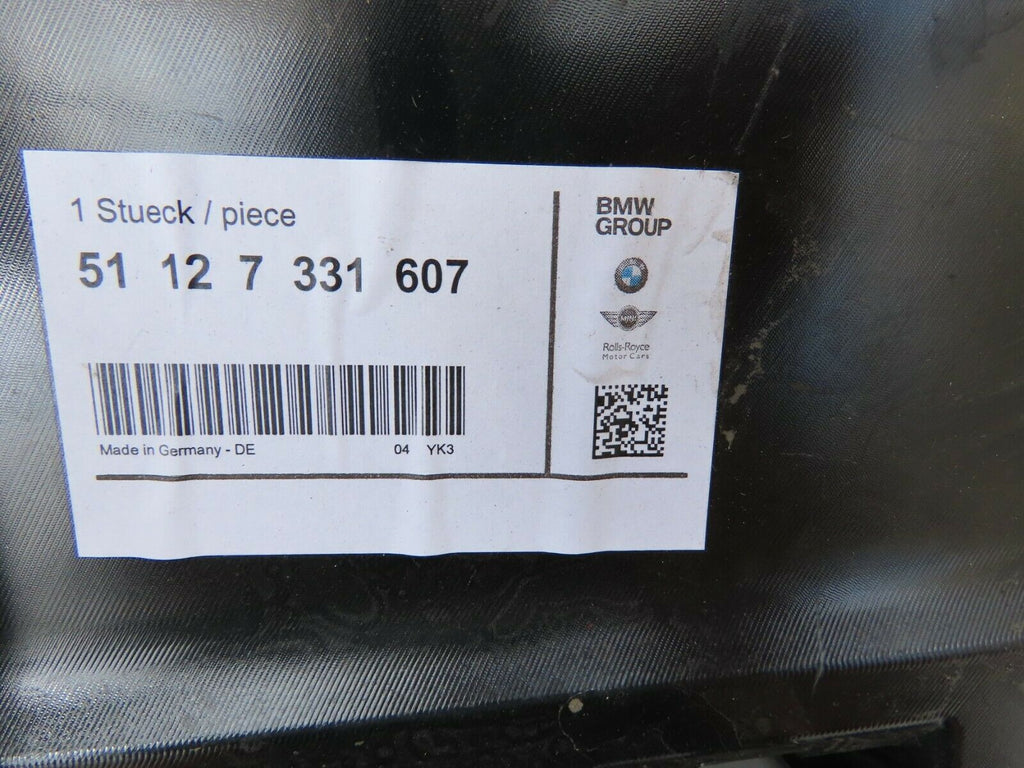 1 Stueck / piece
51 12 7 331 607
Made in Germany - DE 04 YK3
BMW
GROUP
MINI
Rolls-Royce
Motor Cars